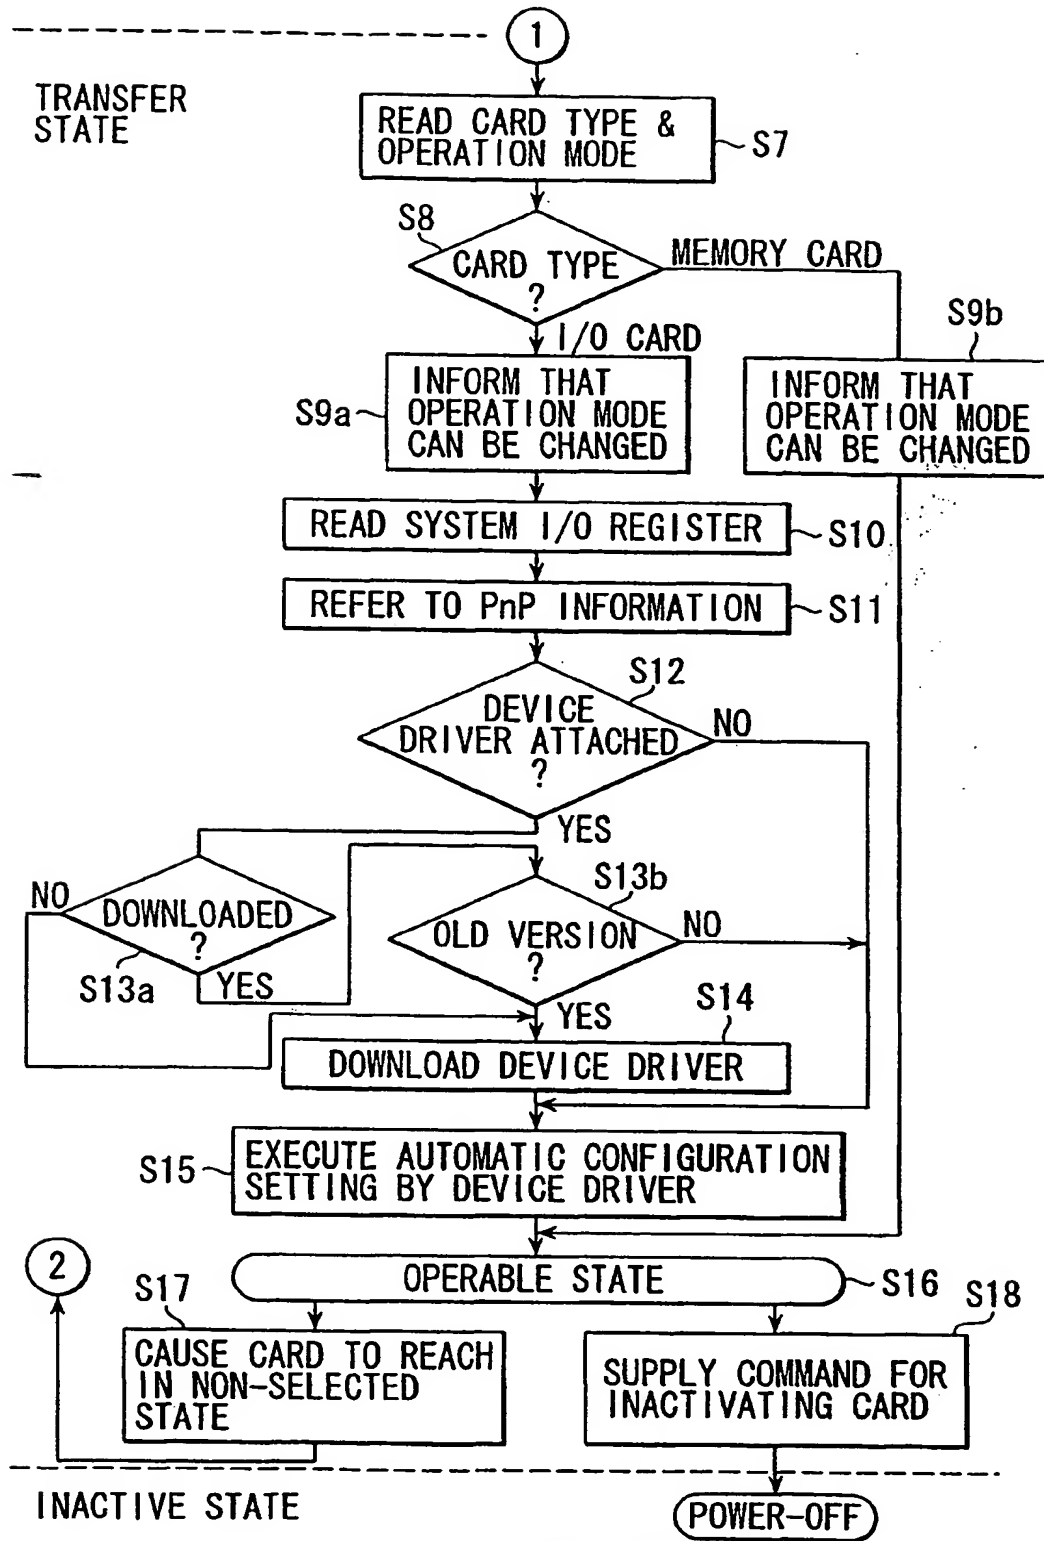 1
TRANSFER
STATE
READ CARD TYPE &
OPERATION MODE
S7
S8
CARD TYPE
?
MEMORY CARD
I/O CARD
S9b
S9a
INFORM THAT
OPERATION MODE
CAN BE CHANGED
INFORM THAT
OPERATION MODE
CAN BE CHANGED
READ SYSTEM I/O REGISTER
S10
REFER TO PnP INFORMATION
S11
S12
DEVICE
DRIVER ATTACHED
?
NO
YES
S13b
NO
DOWNLOADED
?
S13a
YES
OLD VERSION
?
NO
YES
S14
DOWNLOAD DEVICE DRIVER
S15
EXECUTE AUTOMATIC CONFIGURATION
SETTING BY DEVICE DRIVER
2
OPERABLE STATE
S16
S17
S18
CAUSE CARD TO REACH
IN NON-SELECTED
STATE
SUPPLY COMMAND FOR
INACTIVATING CARD
INACTIVE STATE
POWER-OFF